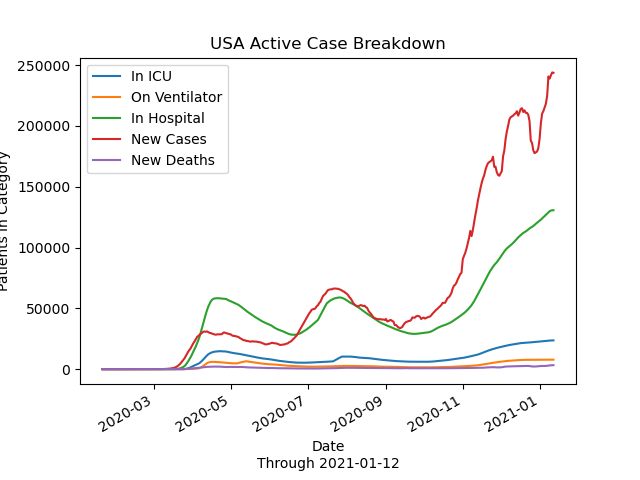 USA Active Case Breakdown
Patients in Category
250000
200000
150000
100000
50000
0
In ICU
On Ventilator
In Hospital
New Cases
New Deaths
2020-03
2020-05
2020-07
2020-09
2020-11
2021-01
Date
Through 2021-01-12